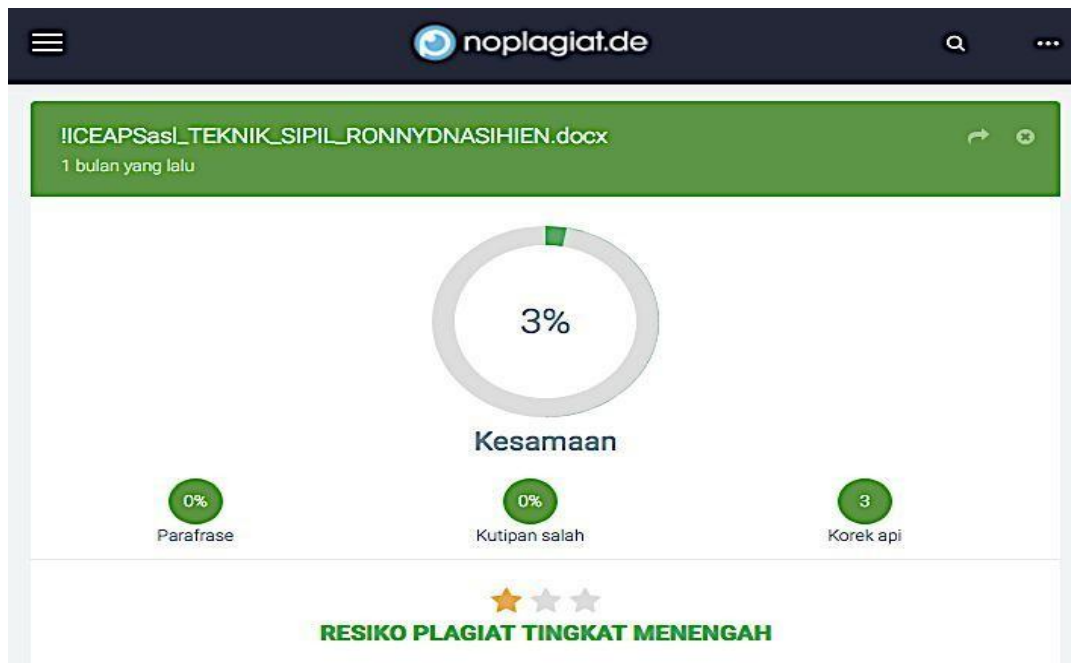 noplagiat.de
!ICEAPSasl_TEKNIK_SIPIL_RONNYDNASIHIEN.docx
1 bulan yang lalu
3%
Kesamaan
0%
Parafrase
0%
Kutipan salah
3
Korek api
RESIKO PLAGIAT TINGKAT MENENGAH